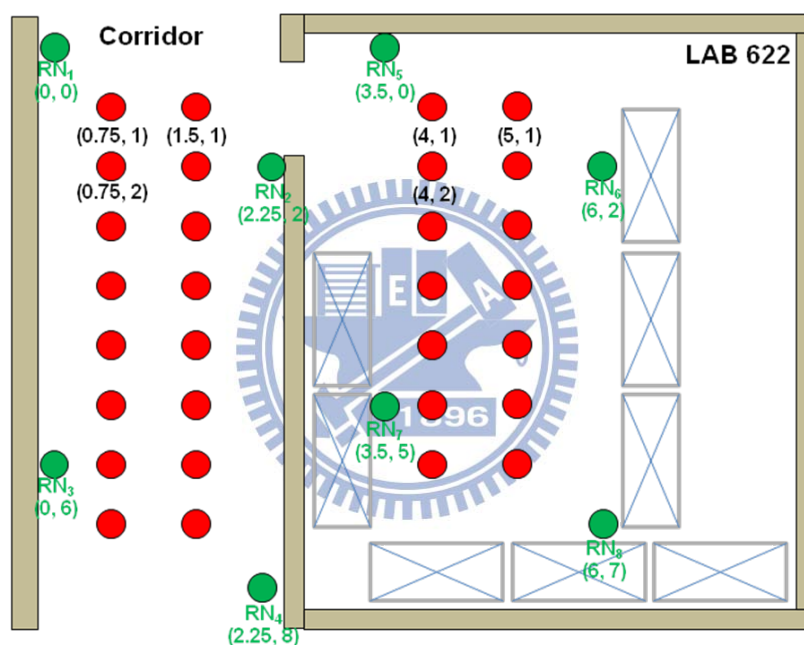 Corridor
LAB 622
RN1
(0, 0)
RN5
(3.5, 0)
(0.75, 1)
(1.5, 1)
(4, 1)
(5, 1)
(0.75, 2)
RN2
(2.25, 2)
(4, 2)
RN6
(6, 2)
E
A
1896
RN7
(3.5, 5)
RN3
(0, 6)
RN8
(6, 7)
RN4
(2.25, 8)